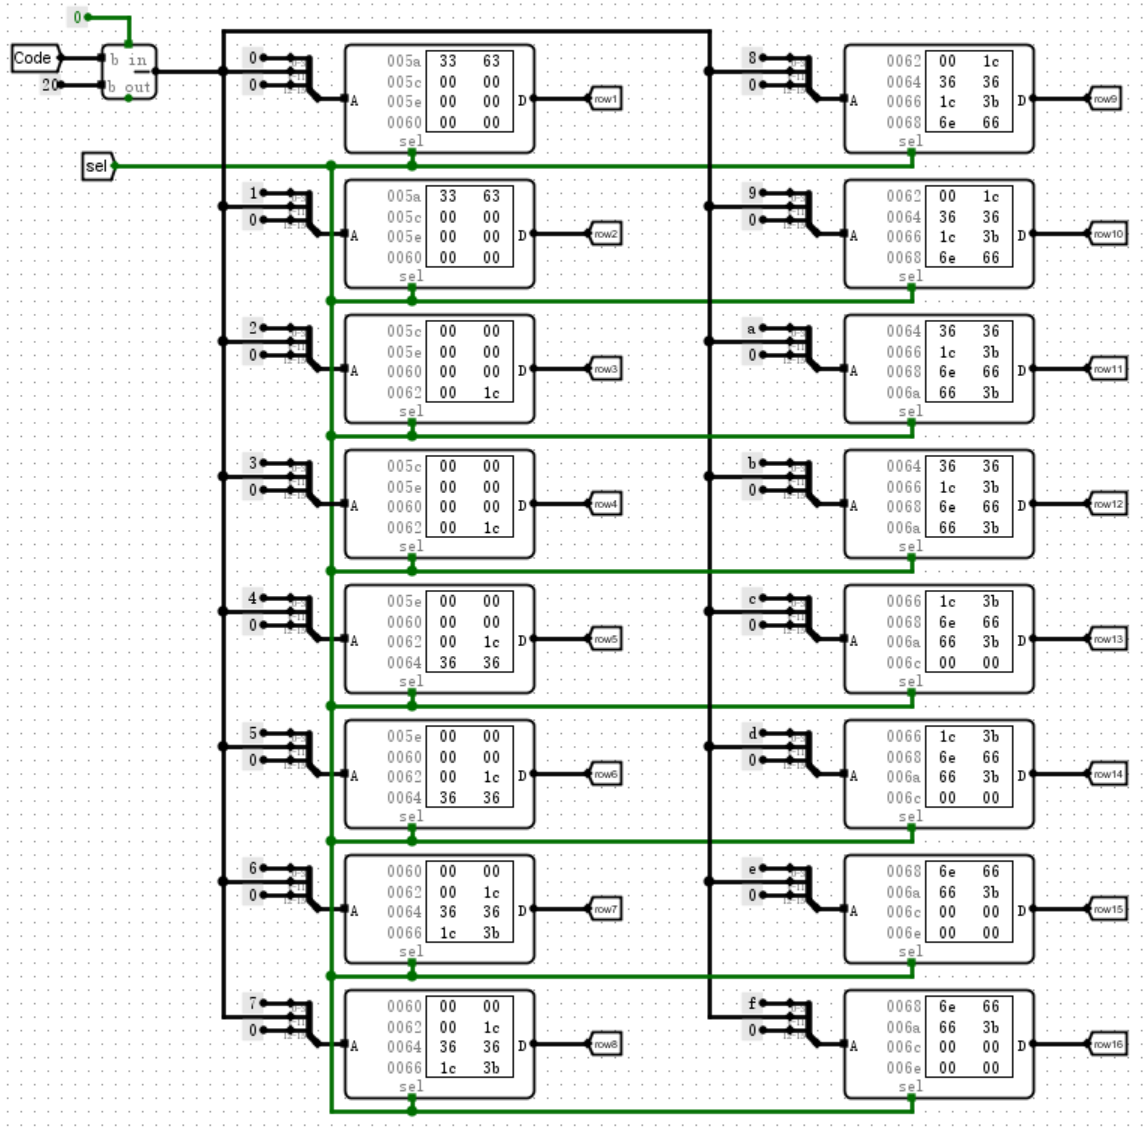 0
Code
b in
20
b out
sel
0
0
005a 33 63
005c 00 00
005e 00 00
0060 00 00
A
D
sel
row1
8
0
0062 00 1c
0064 36 36
0066 1c 3b
0068 6e 66
A
D
sel
row9
1
0
005a 33 63
005c 00 00
005e 00 00
0060 00 00
A
D
sel
row2
9
0
0062 00 1c
0064 36 36
0066 1c 3b
0068 6e 66
A
D
sel
row10
2
0
005c 00 00
005e 00 00
0060 00 00
0062 00 1c
A
D
sel
row3
a
0
0064 36 36
0066 1c 3b
0068 6e 66
006a 66 3b
A
D
sel
row11
3
0
005c 00 00
005e 00 00
0060 00 00
0062 00 1c
A
D
sel
row4
b
0
0064 36 36
0066 1c 3b
0068 6e 66
006a 66 3b
A
D
sel
row12
4
0
005e 00 00
0060 00 00
0062 00 1c
0064 36 36
A
D
sel
row5
c
0
0066 1c 3b
0068 6e 66
006a 66 3b
006c 00 00
A
D
sel
row13
5
0
005e 00 00
0060 00 00
0062 00 1c
0064 36 36
A
D
sel
row6
d
0
0066 1c 3b
0068 6e 66
006a 66 3b
006c 00 00
A
D
sel
row14
6
0
0060 00 00
0062 00 1c
0064 36 36
0066 1c 3b
A
D
sel
row7
e
0
0068 6e 66
006a 66 3b
006c 00 00
006e 00 00
A
D
sel
row15
7
0
0060 00 00
0062 00 1c
0064 36 36
0066 1c 3b
A
D
sel
row8
f
0
0068 6e 66
006a 66 3b
006c 00 00
006e 00 00
A
D
sel
row16